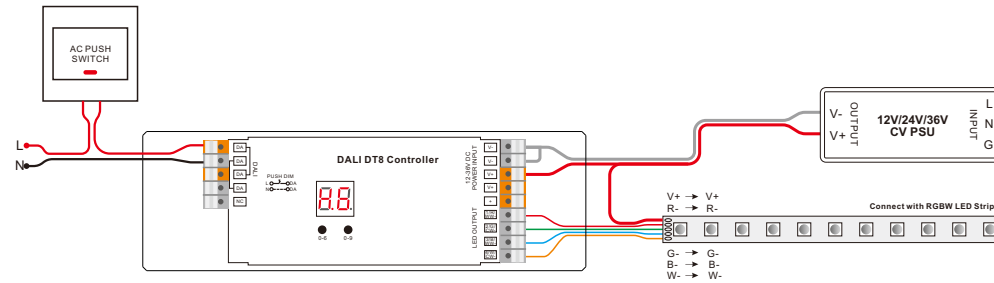 AC PUSH
SWITCH
L
N
DA
DA
DA
DA
NC
DALI
PUSH DIM
L DA
N DA
DALI DT8 Controller
8.8.
0-6
0-9
12-36V DC
POWER INPUT
V-
V-
V+
V+
+
LED OUTPUT
V-
V+
OUTPUT
12V/24V/36V
CV PSU
INPUT
L
N
G
V+ → V+
R- → R-
Connect with RGBW LED Strip
G- → G-
B- → B-
W- → W-